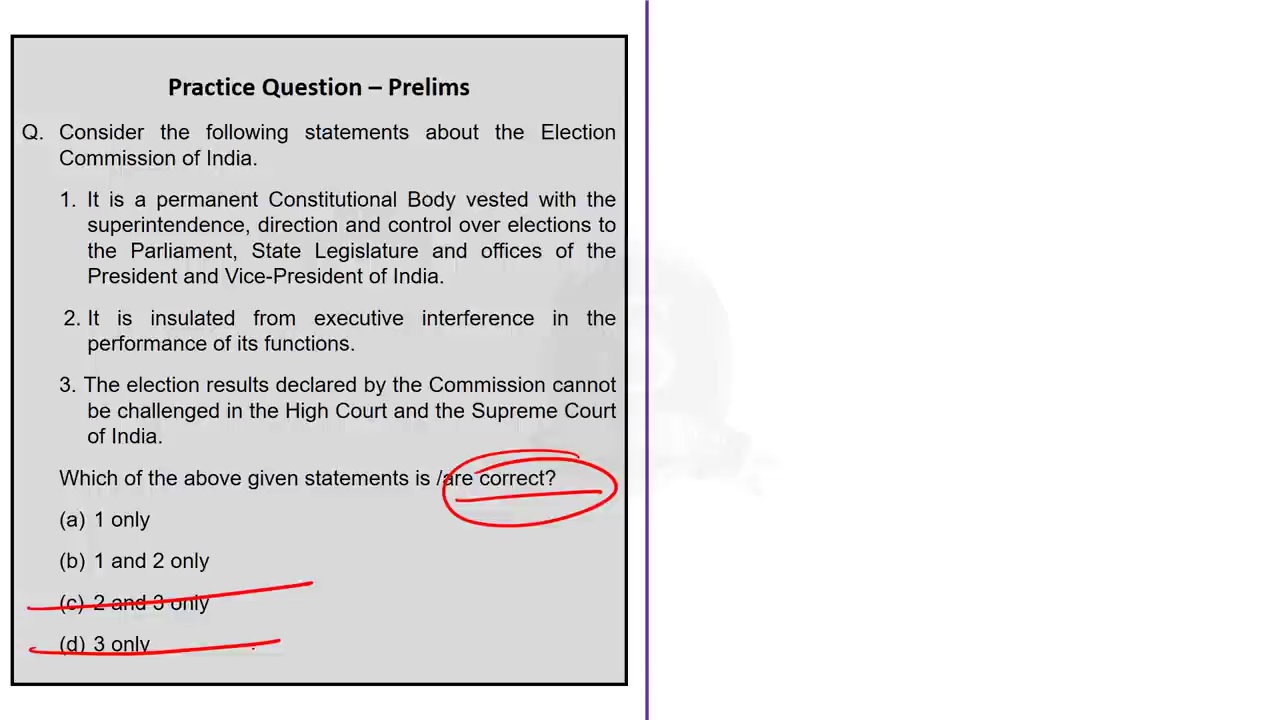 Practice Question – Prelims
Q. Consider the following statements about the Election
Commission of India.
1. It is a permanent Constitutional Body vested with the
superintendence, direction and control over elections to
the Parliament, State Legislature and offices of the
President and Vice-President of India.
2. It is insulated from executive interference in the
performance of its functions.
3. The election results declared by the Commission cannot
be challenged in the High Court and the Supreme Court
of India.
Which of the above given statements is /are correct?
(a) 1 only
(b) 1 and 2 only
(c) 2 and 3 only
(d) 3 only